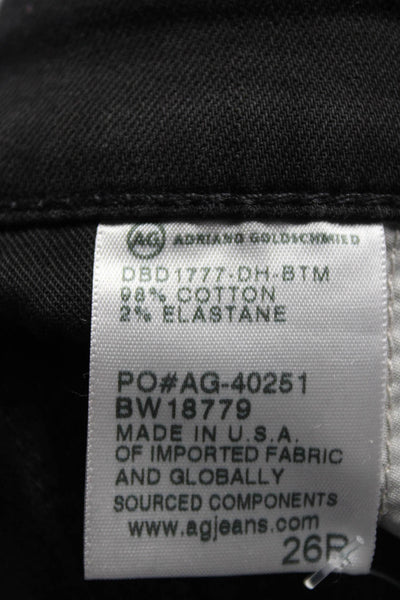 AG ADRIANO GOLDSCHMIED
DBD1777-DH-BTM
98% COTTON
2% ELASTANE
PO#AG-40251
BW18779
MADE IN U.S.A.
OF IMPORTED FABRIC
AND GLOBALLY
SOURCED COMPONENTS
www.agjeans.com
26R